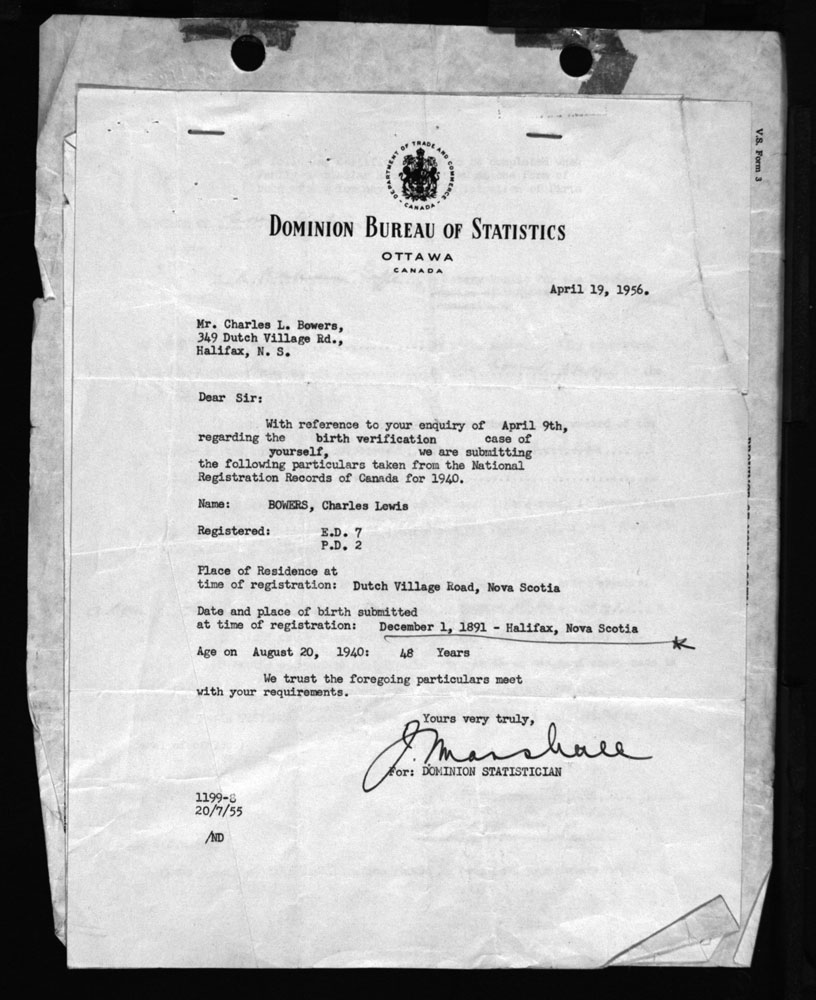 V.S. Form 3
DEPARTMENT OF TRADE AND COMMERCE
CANADA
DOMINION BUREAU OF STATISTICS
OTTAWA
CANADA
April 19, 1956.
Mr. Charles L. Bowers,
349 Dutch Village Rd.,
Halifax, N. S.
Dear Sir:
With reference to your enquiry of April 9th,
regarding the birth verification case of
yourself, we are submitting
the following particulars taken from the National
Registration Records of Canada for 1940.
Name: BOWERS, Charles Lewis
Registered: E.D. 7
P.D. 2
Place of Residence at
time of registration: Dutch Village Road, Nova Scotia
Date and place of birth submitted
at time of registration: December 1, 1891 - Halifax, Nova Scotia
Age on August 20, 1940: 48 Years
We trust the foregoing particulars meet
with your requirements.
Yours very truly,
J. Marshall
For: DOMINION STATISTICIAN
20/7/55
/ND